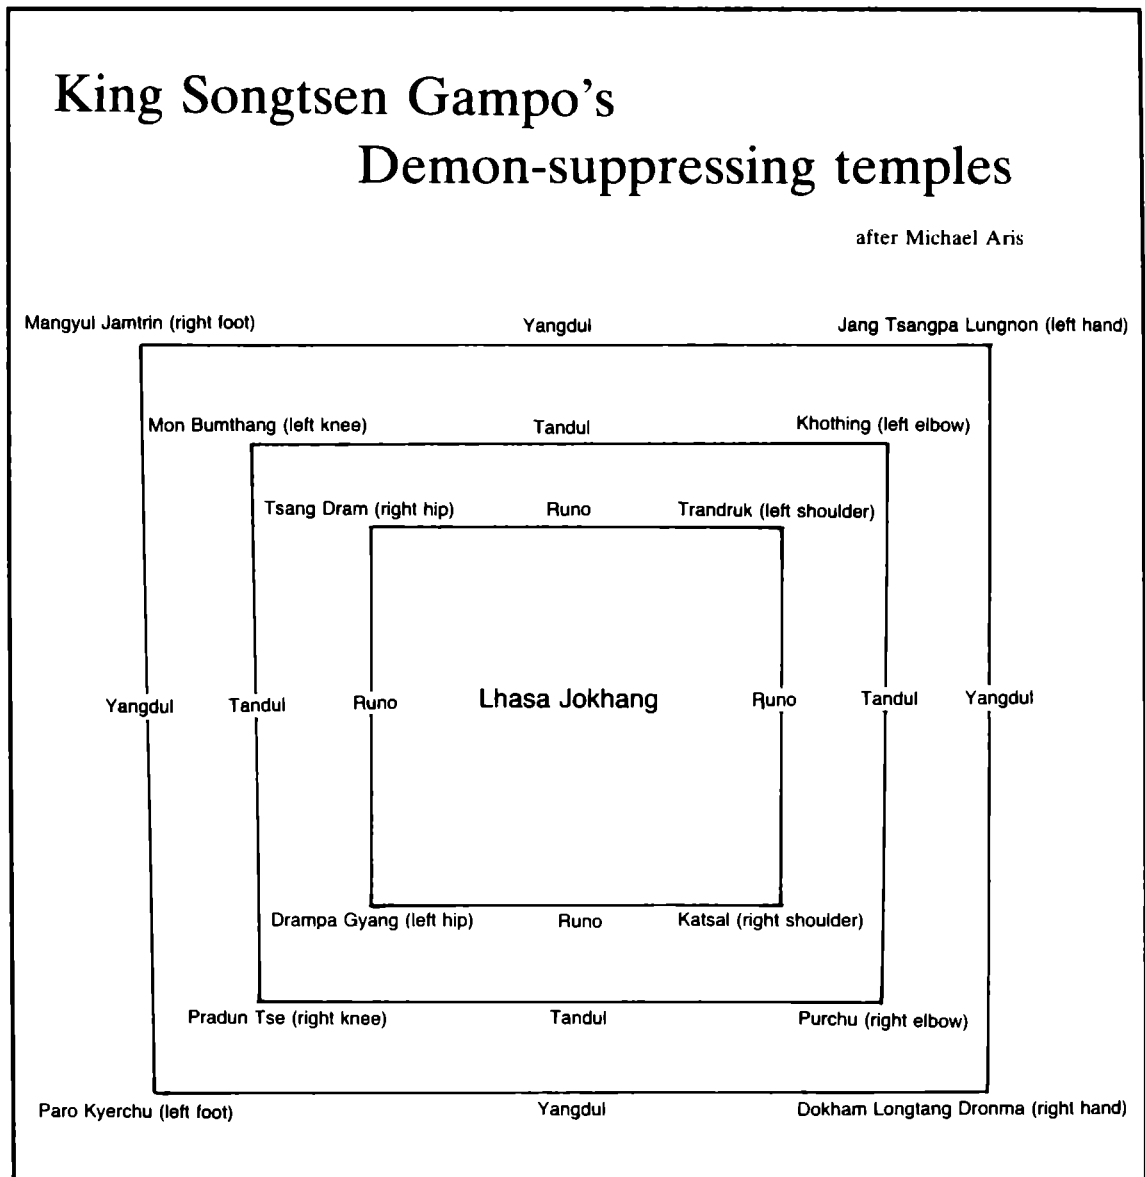 King Songtsen Gampo's
Demon-suppressing temples
after Michael Aris
Mangyul Jamtrin (right foot) Yangdul Jang Tsangpa Lungnon (left hand)
Mon Bumthang (left knee) Tandul Khothing (left elbow)
Tsang Dram (right hip) Runo Trandruk (left shoulder)
Yangdul Tandul Runo Lhasa Jokhang Runo Tandul Yangdul
Drampa Gyang (left hip) Runo Katsal (right shoulder)
Pradun Tse (right knee) Tandul Purchu (right elbow)
Paro Kyerchu (left foot) Yangdul Dokham Longtang Dronma (right hand)